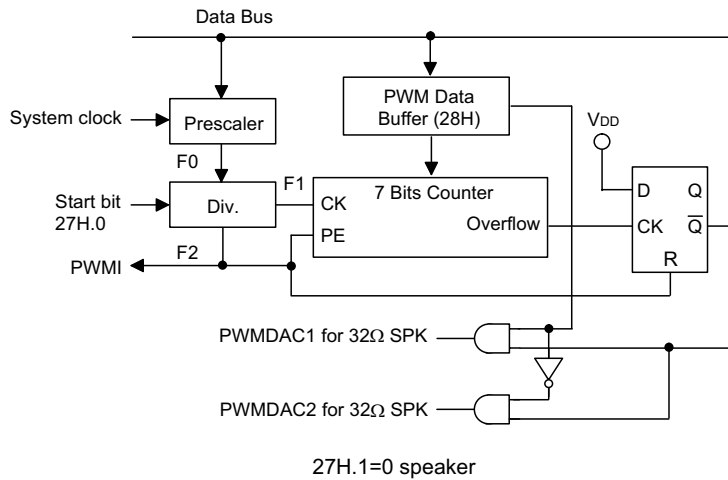 Data Bus
System clock
Prescaler
PWM Data
Buffer (28H)
VDD
F0
F1
Start bit
27H.0
Div.
7 Bits Counter
CK
Overflow
PE
D
Q
CK
Q̅
R
F2
PWMI
PWMDAC1 for 32Ω SPK
PWMDAC2 for 32Ω SPK
27H.1=0 speaker